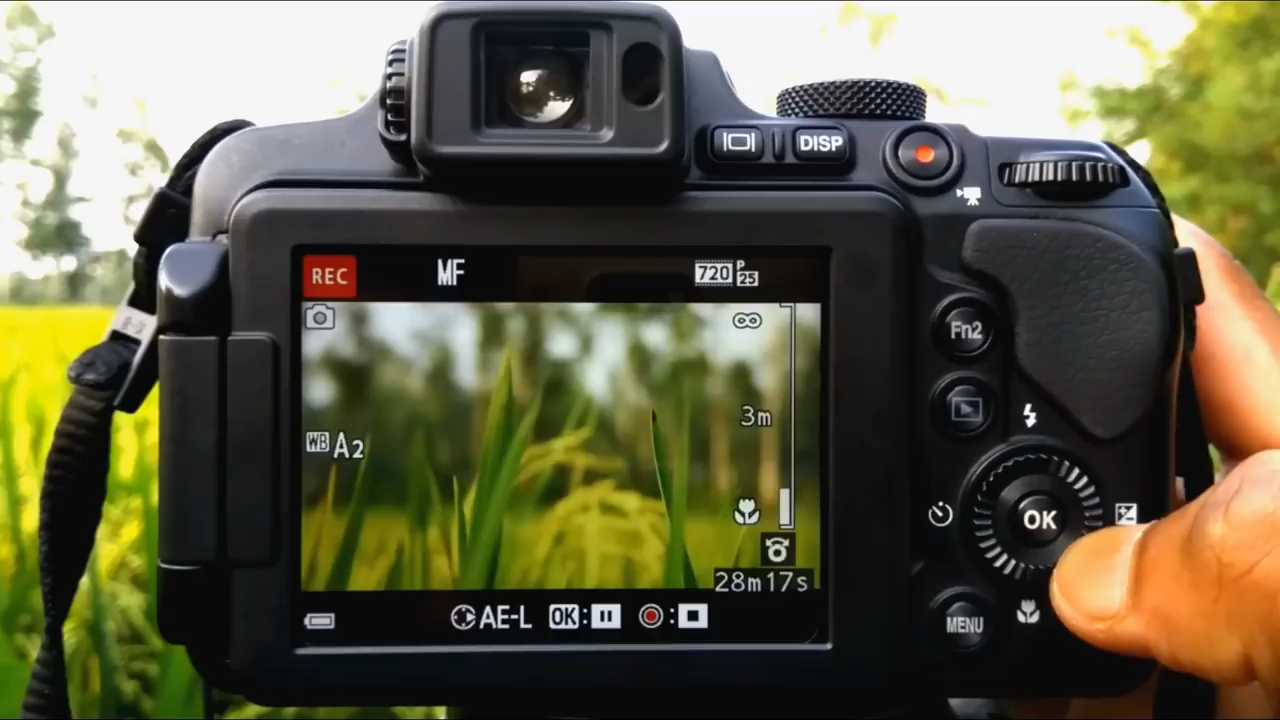 DISP
REC
MF
720 P 25
Fn2
3m
WB A2
OK
28m17s
AE-L OK: :
MENU